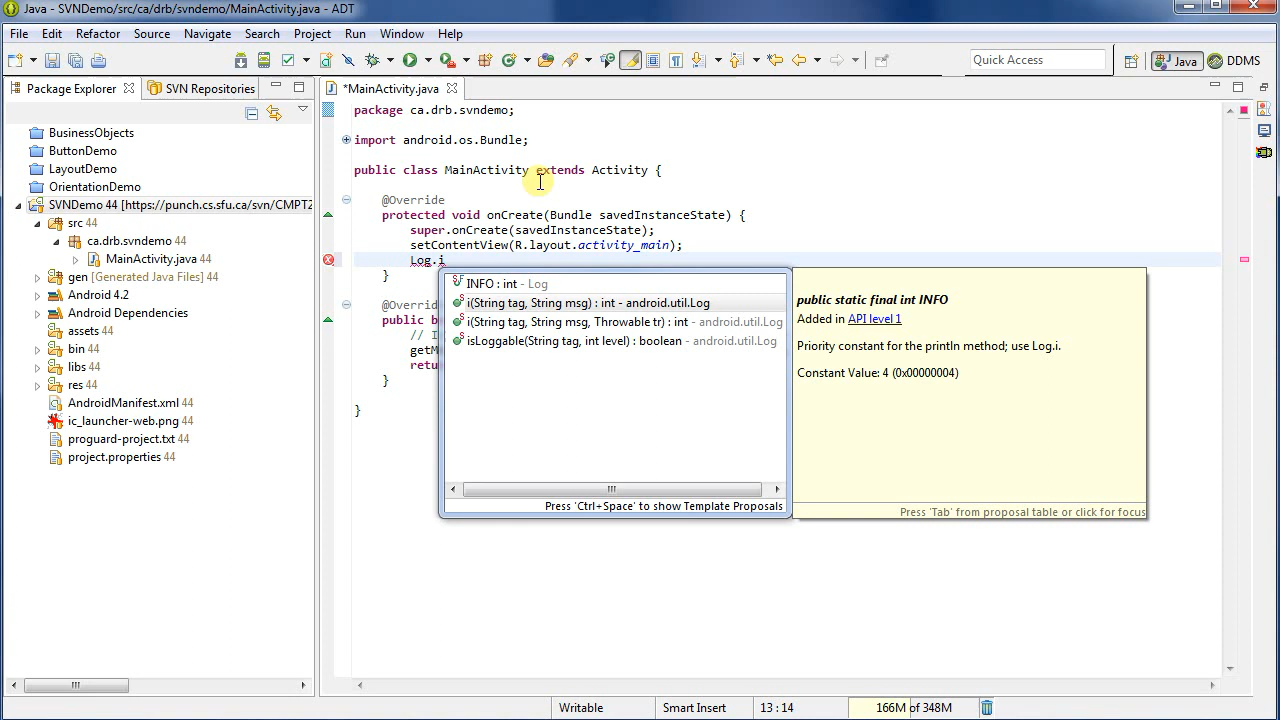 Java - SVNDemo/src/ca/drb/svndemo/MainActivity.java - ADT
File Edit Refactor Source Navigate Search Project Run Window Help
Quick Access
Java
DDMS
Package Explorer
SVN Repositories
BusinessObjects
ButtonDemo
LayoutDemo
OrientationDemo
SVNDemo 44 [https://punch.cs.sfu.ca/svn/CMPT2
src 44
ca.drb.svndemo 44
MainActivity.java 44
gen [Generated Java Files] 44
Android 4.2
Android Dependencies
assets 44
bin 44
libs 44
res 44
AndroidManifest.xml 44
ic_launcher-web.png 44
proguard-project.txt 44
project.properties 44
*MainActivity.java
package ca.drb.svndemo;
import android.os.Bundle;
public class MainActivity extends Activity {
@Override
protected void onCreate(Bundle savedInstanceState) {
super.onCreate(savedInstanceState);
setContentView(R.layout.activity_main);
Log.i
}
@Overrid
public b
// I
getM
retu
}
}
INFO : int - Log
i(String tag, String msg) : int - android.util.Log
i(String tag, String msg, Throwable tr) : int - android.util.Log
isLoggable(String tag, int level) : boolean - android.util.Log
Press 'Ctrl+Space' to show Template Proposals
public static final int INFO
Added in API level 1
Priority constant for the println method; use Log.i.
Constant Value: 4 (0x00000004)
Press 'Tab' from proposal table or click for focus
Writable
Smart Insert
13 : 14
166M of 348M